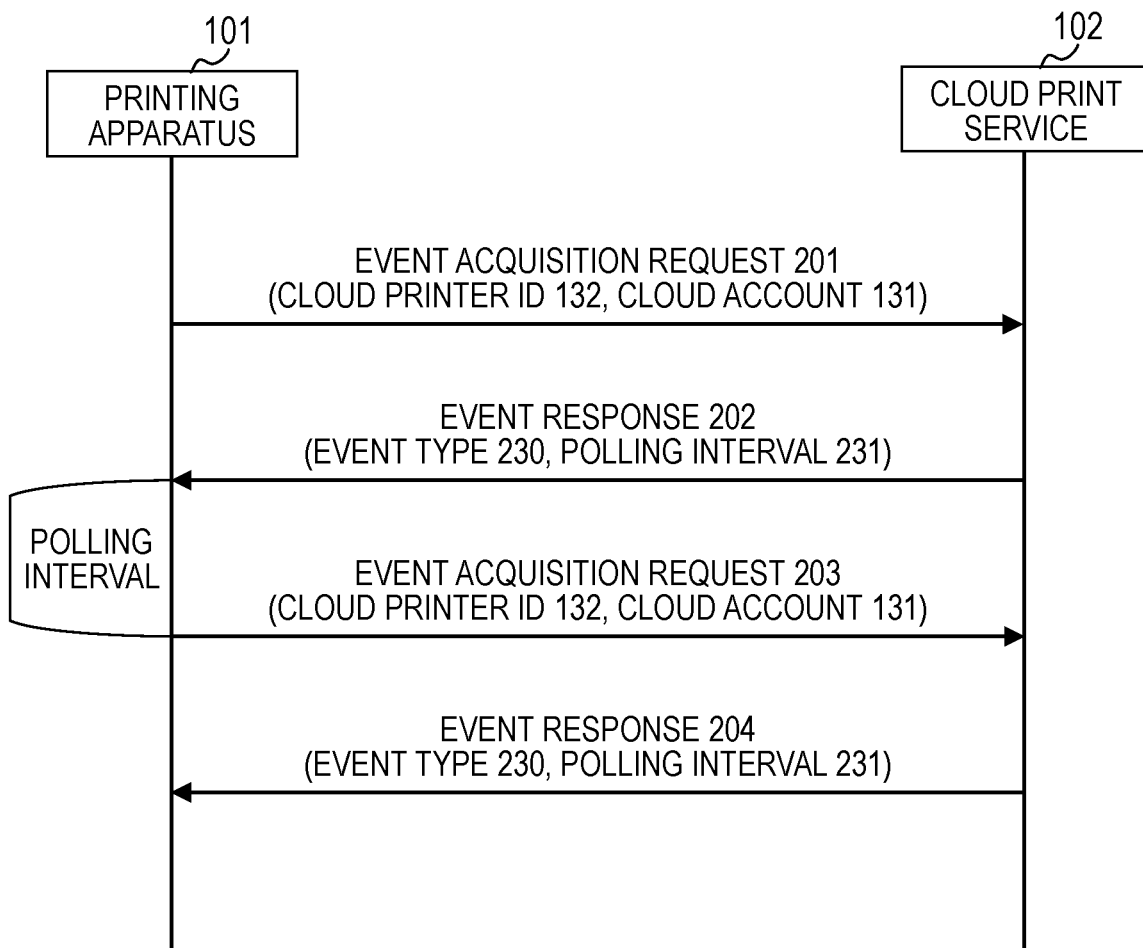 101
PRINTING
APPARATUS
102
CLOUD PRINT
SERVICE
EVENT ACQUISITION REQUEST 201
(CLOUD PRINTER ID 132, CLOUD ACCOUNT 131)
EVENT RESPONSE 202
(EVENT TYPE 230, POLLING INTERVAL 231)
POLLING
INTERVAL
EVENT ACQUISITION REQUEST 203
(CLOUD PRINTER ID 132, CLOUD ACCOUNT 131)
EVENT RESPONSE 204
(EVENT TYPE 230, POLLING INTERVAL 231)